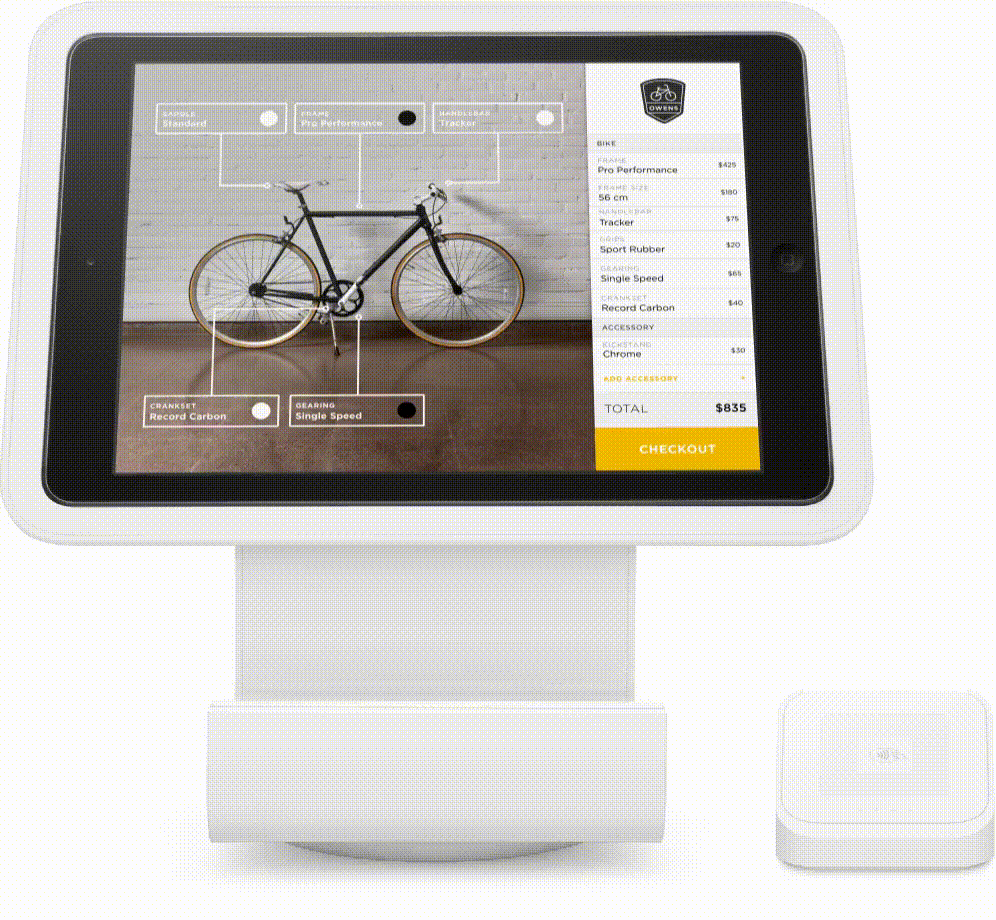 SADDLE
Standard
FRAME
Pro Performance
HANDLEBAR
Tracker
CRANKSET
Record Carbon
GEARING
Single Speed
OWENS
BIKE
FRAME
Pro Performance $425
FRAME SIZE
56 cm $180
HANDLEBAR
Tracker $75
GRIPS
Sport Rubber $20
GEARING
Single Speed $65
CRANKSET
Record Carbon $40
ACCESSORY
KICKSTAND
Chrome $30
ADD ACCESSORY +
TOTAL $835
CHECKOUT